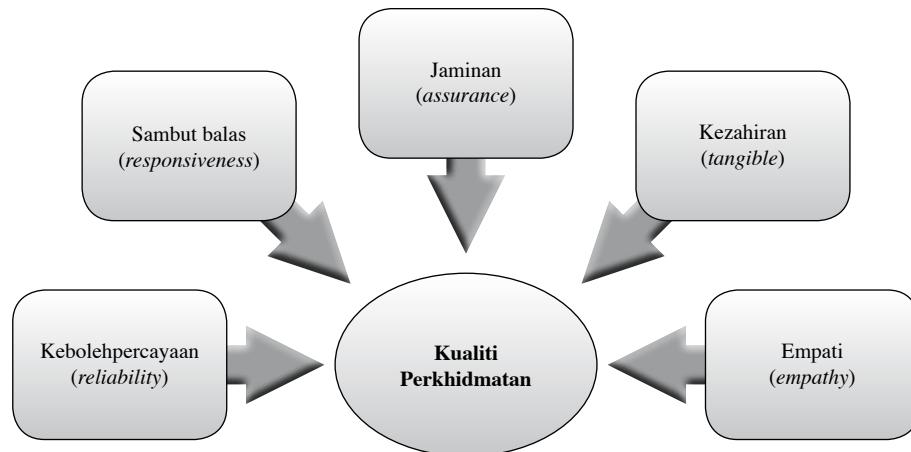 Jaminan
(assurance)
Sambut balas
(responsiveness)
Kezahiran
(tangible)
Kebolehpercayaan
(reliability)
Kualiti
Perkhidmatan
Empati
(empathy)